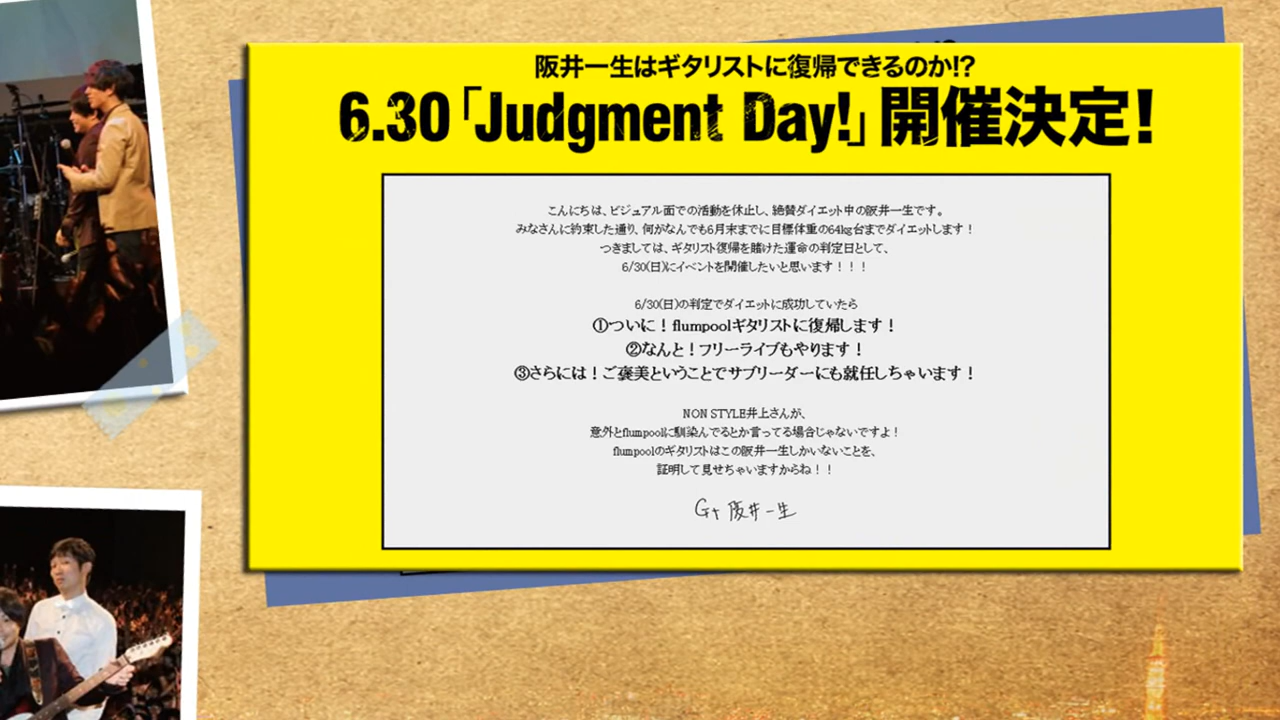 阪井一生はギタリストに復帰できるのか!?
6.30「Judgment Day!」開催決定!
こんにちは、ビジュアル面での活動を休止し、絶賛ダイエット中の阪井一生です。
みなさんに約束した通り、何がなんでも6月末までに目標体重の64kg台までダイエットします！
つきましては、ギタリスト復帰を賭けた運命の判定日として、
6/30(日)にイベントを開催したいと思います！！！
6/30(日)の判定でダイエットに成功していたら
①ついに！flumpoolギタリストに復帰します！
②なんと！フリーライブもやります！
③さらには！ご褒美ということでサブリーダーにも就任しちゃいます！
NON STYLE井上さんが、
意外とflumpoolに馴染んでるとか言ってる場合じゃないですよ！
flumpoolのギタリストはこの阪井一生しかいないことを、
証明して見せちゃいますからね！！
Gt 阪井一生